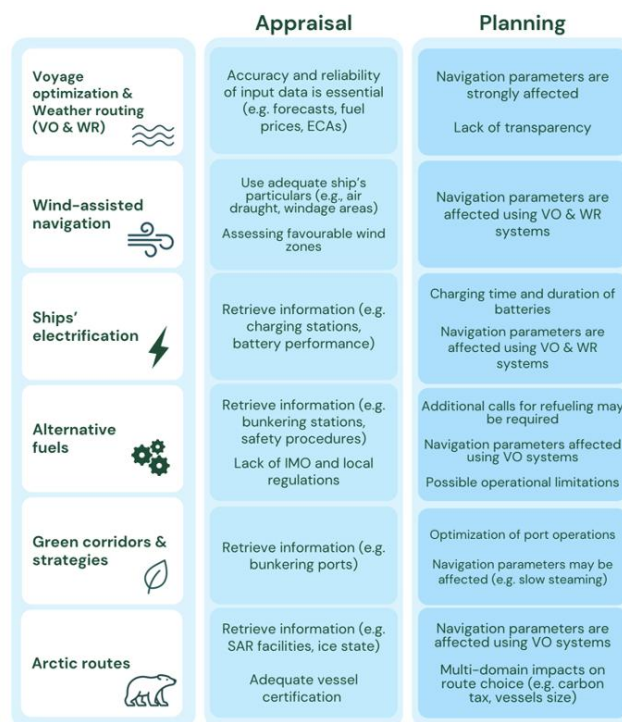 Appraisal
Planning
Voyage
optimization &
Weather routing
(VO & WR)
Accuracy and reliability
of input data is essential
(e.g. forecasts, fuel
prices, ECAs)
Navigation parameters are
strongly affected
Lack of transparency
Wind-assisted
navigation
Use adequate ship's
particulars (e.g., air
draught, windage areas)
Assessing favourable wind
zones
Navigation parameters are
affected using VO & WR
systems
Ships'
electrification
Retrieve information (e.g.
charging stations,
battery performance)
Charging time and duration of
batteries
Navigation parameters are
affected using VO & WR
systems
Alternative
fuels
Retrieve information (e.g.
bunkering stations,
safety procedures)
Lack of IMO and local
regulations
Additional calls for refueling may
be required
Navigation parameters affected
using VO systems
Possible operational limitations
Green corridors &
strategies
Retrieve information (e.g.
bunkering ports)
Optimization of port operations
Navigation parameters may be
affected (e.g. slow steaming)
Arctic routes
Retrieve information (e.g.
SAR facilities, ice state)
Adequate vessel
certification
Navigation parameters are
affected using VO systems
Multi-domain impacts on
route choice (e.g. carbon
tax, vessels size)